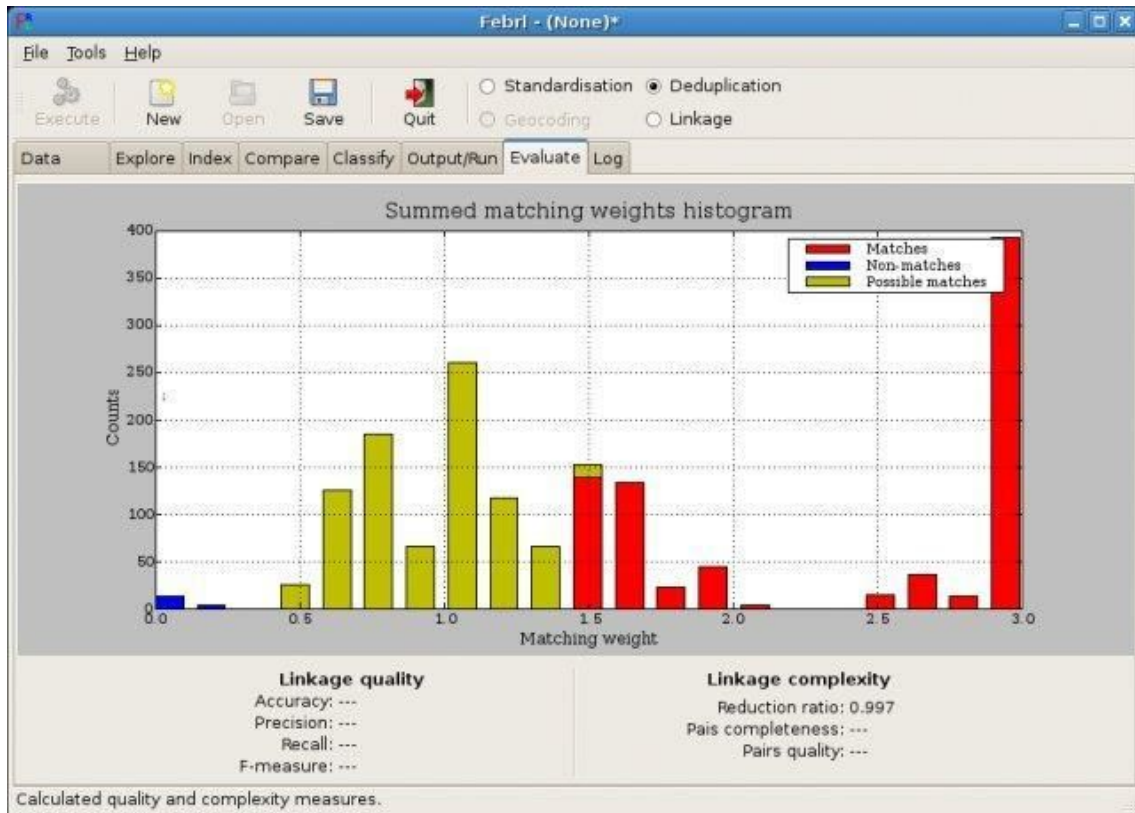 Febrl - (None)*
File Tools Help
Execute New Open Save Quit
Standardisation Deduplication
Geocoding Linkage
Data Explore Index Compare Classify Output/Run Evaluate Log
Summed matching weights histogram
Matches
Non-matches
Possible matches
400
350
300
250
200
150
100
50
0
Counts
0.0 0.5 1.0 1.5 2.0 2.5 3.0
Matching weight
Linkage quality
Accuracy: ---
Precision: ---
Recall: ---
F-measure: ---
Linkage complexity
Reduction ratio: 0.997
Pais completeness: ---
Pairs quality: ---
Calculated quality and complexity measures.